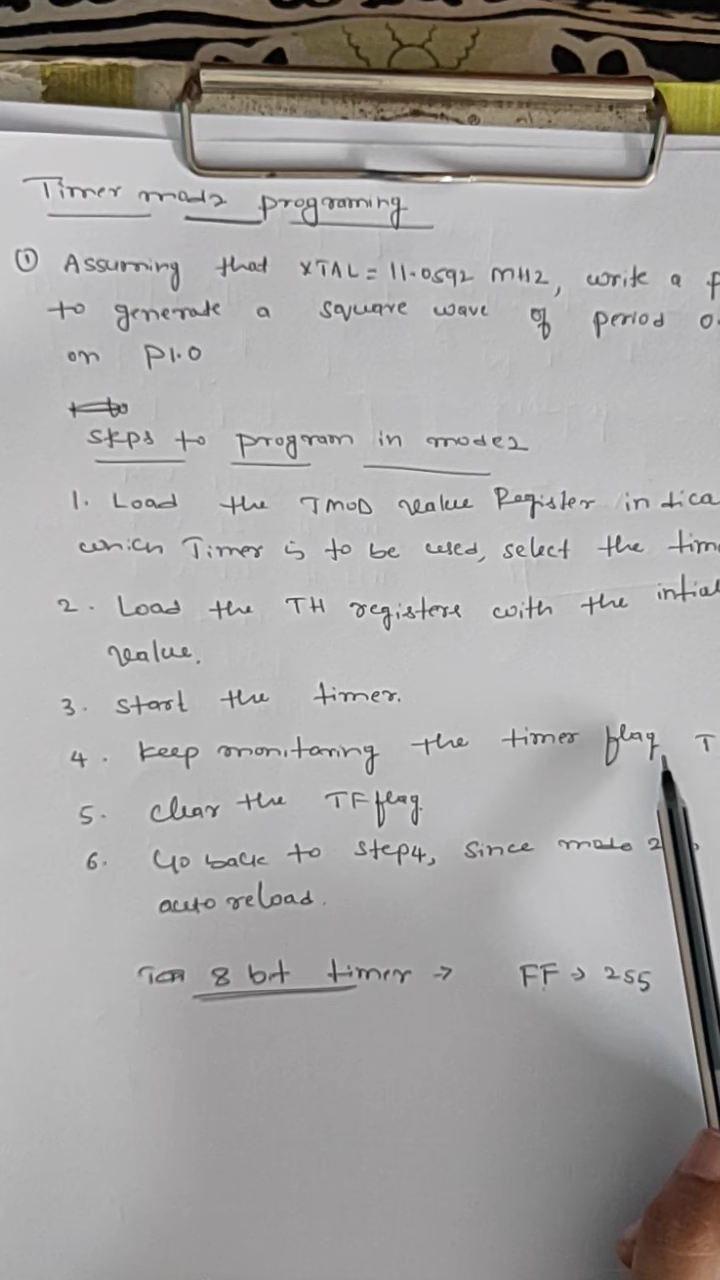 Timer mod2 programing
① Assuming that XTAL = 11.0592 MHZ, write a p
to generate a square wave of period 0.
on P1.0
Steps to program in mode2
1. Load the TMOD value Register indica
which Timer is to be used, select the tim
2. Load the TH registers with the intial
value.
3. Start the timer.
4. Keep monitaring the timer flag T
5. clear the TF flag.
6. Go back to step4, since mode 2
auto reload.
8 bit timer → FF → 255